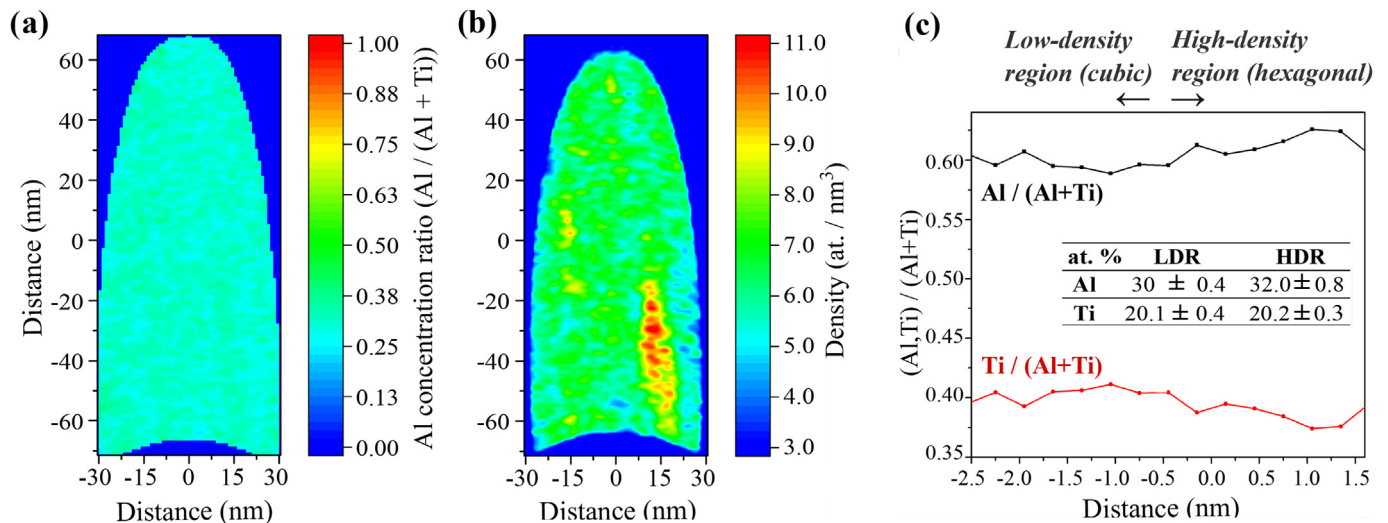 (a)
60
40
20
0
-20
-40
-60
Distance (nm)
-30 -15 0 15 30
Distance (nm)
1.00
0.88
0.75
0.63
0.50
0.38
0.25
0.13
0.00
Al concentration ratio (Al / (Al + Ti)
(b)
60
40
20
0
-20
-40
-60
-30 -15 0 15 30
Distance (nm)
11.0
10.0
9.0
8.0
7.0
6.0
5.0
4.0
3.0
Density (at. / nm³)
(c)
Low-density
region (cubic)
High-density
region (hexagonal)
← →
0.60
0.55
0.50
0.45
0.40
0.35
(Al,Ti) / (Al+Ti)
Al / (Al+Ti)
at. % LDR HDR
Al 30 ± 0.4 32.0 ± 0.8
Ti 20.1 ± 0.4 20.2 ± 0.3
Ti / (Al+Ti)
-2.5 -2.0 -1.5 -1.0 -0.5 0.0 0.5 1.0 1.5
Distance (nm)